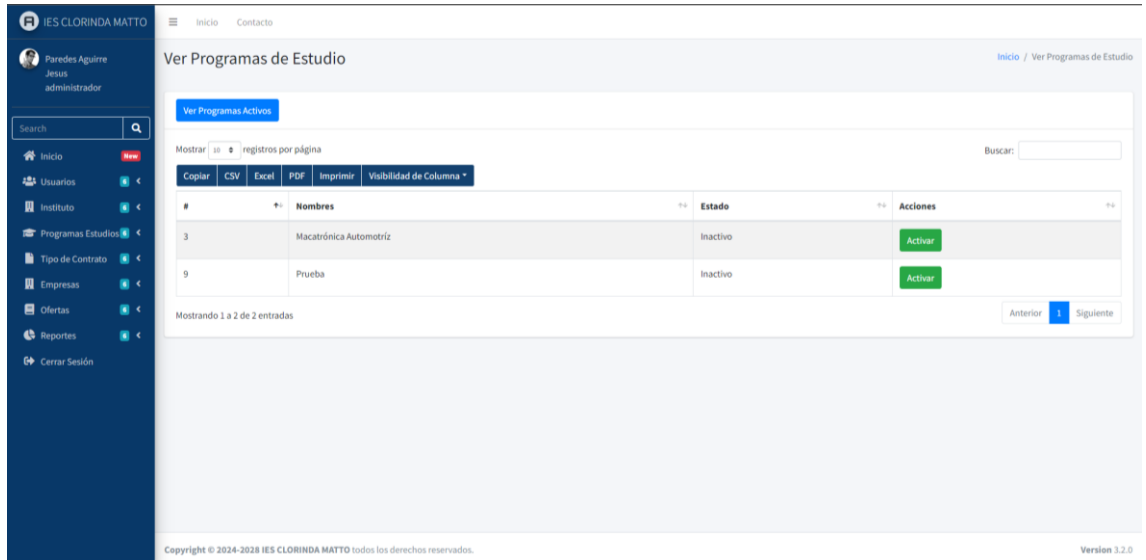 IES CLORINDA MATTO
Inicio Contacto
Paredes Aguirre
Jesus
administrador
Ver Programas de Estudio
Inicio / Ver Programas de Estudio
Search
Ver Programas Activos
Inicio New
Usuarios
Instituto
Programas Estudios
Tipo de Contrato
Empresas
Ofertas
Reportes
Cerrar Sesión
Mostrar 10 registros por página
Buscar:
Copiar CSV Excel PDF Imprimir Visibilidad de Columna
# Nombres Estado Acciones
3 Macatrónica Automotríz Inactivo Activar
9 Prueba Inactivo Activar
Mostrando 1 a 2 de 2 entradas
Anterior 1 Siguiente
Copyright © 2024-2028 IES CLORINDA MATTO todos los derechos reservados.
Version 3.2.0